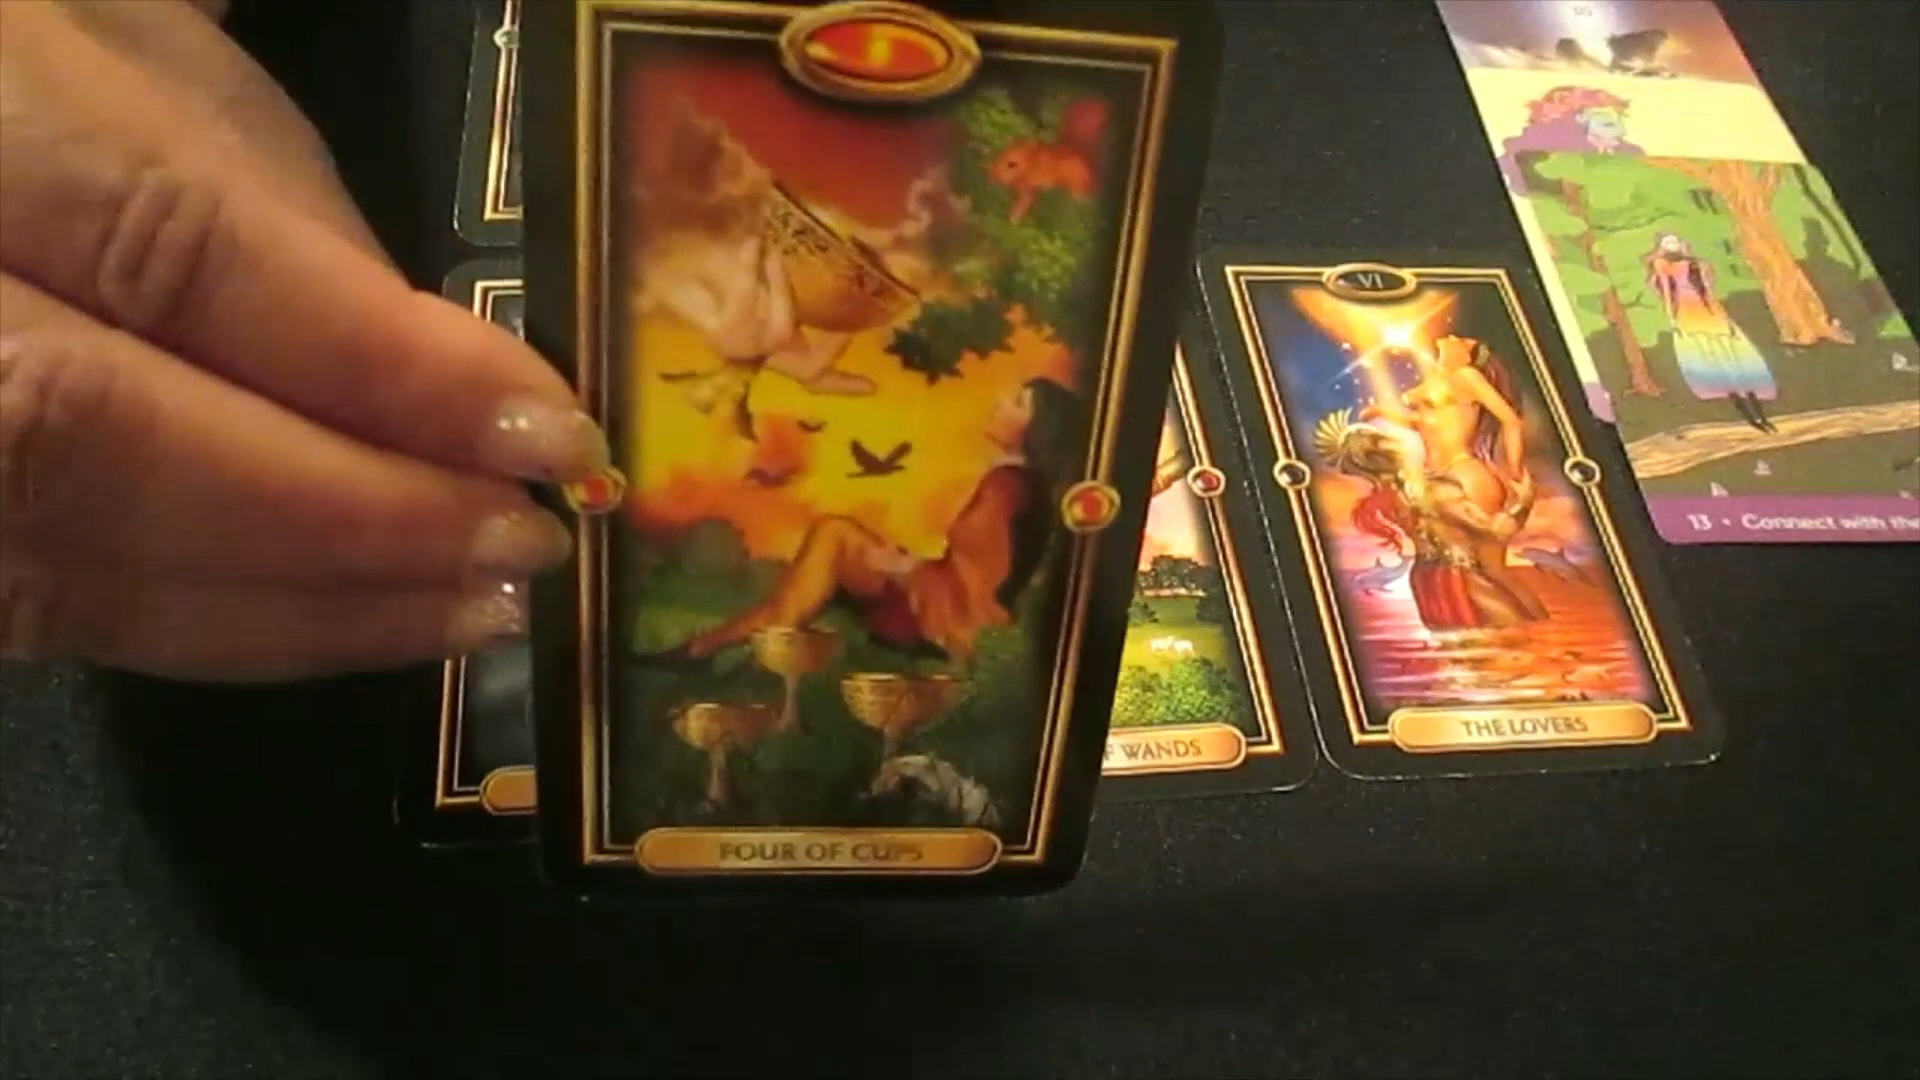 VI
FOUR OF CUPS
WANDS
THE LOVERS
13 • Connect with the